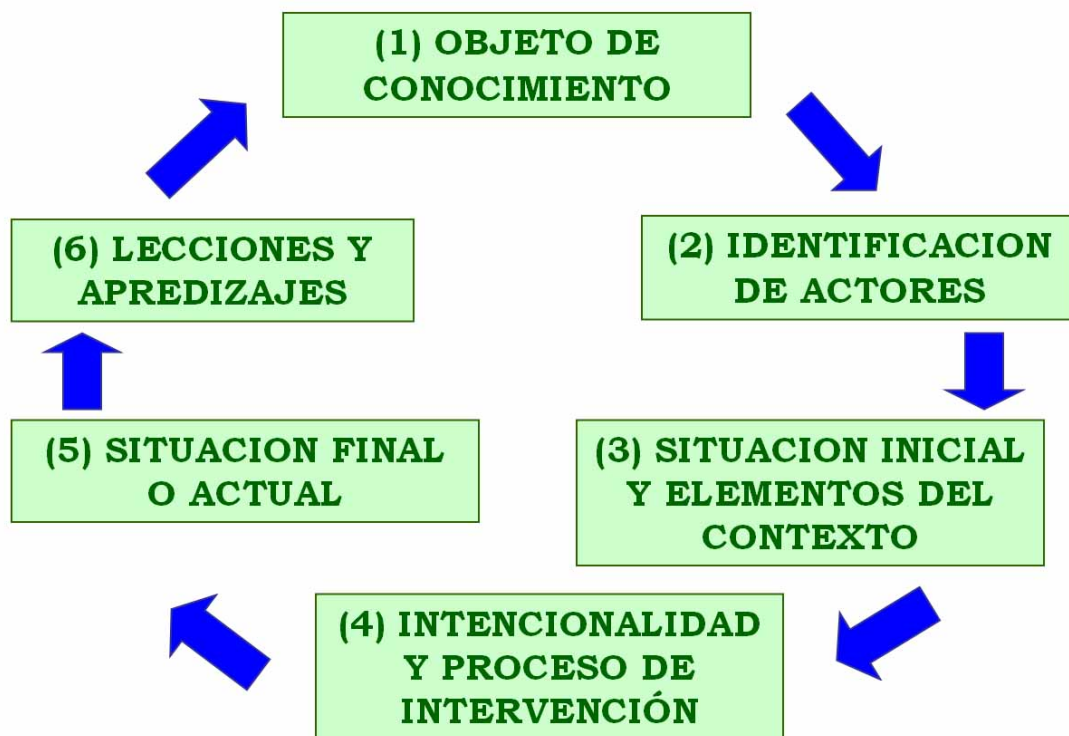 (1) OBJETO DE
CONOCIMIENTO
(2) IDENTIFICACION
DE ACTORES
(3) SITUACION INICIAL
Y ELEMENTOS DEL
CONTEXTO
(4) INTENCIONALIDAD
Y PROCESO DE
INTERVENCIÓN
(5) SITUACION FINAL
O ACTUAL
(6) LECCIONES Y
APREDIZAJES